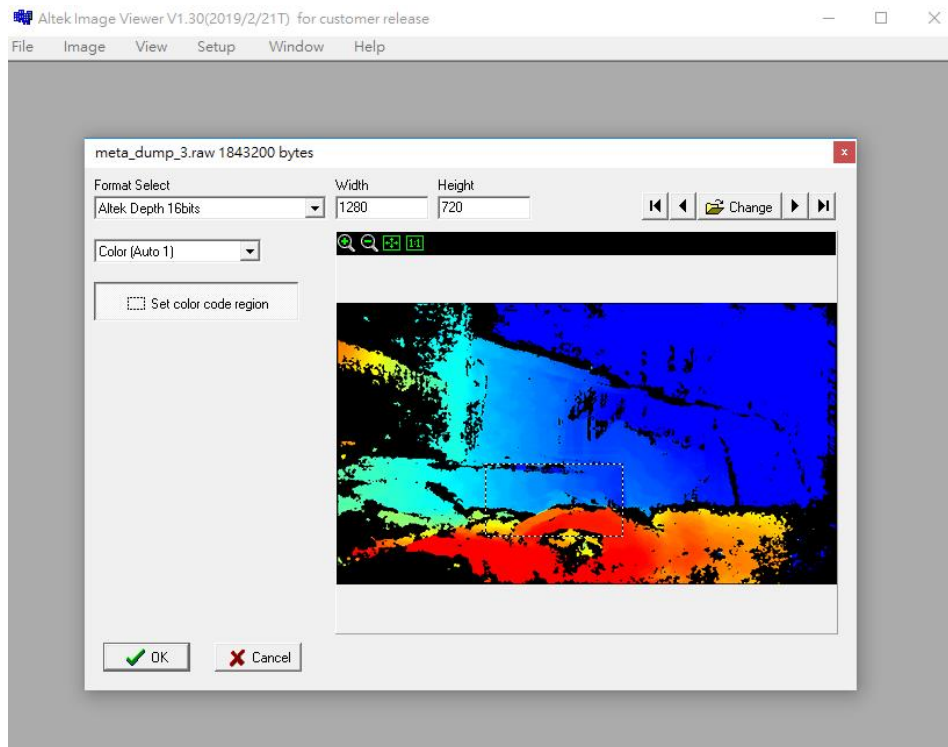 Altek Image Viewer V1.30(2019/2/21T) for customer release
File Image View Setup Window Help
meta_dump_3.raw 1843200 bytes
Format Select Width Height
Altek Depth 16bits 1280 720 Change
Color (Auto 1) 1:1
Set color code region
OK Cancel